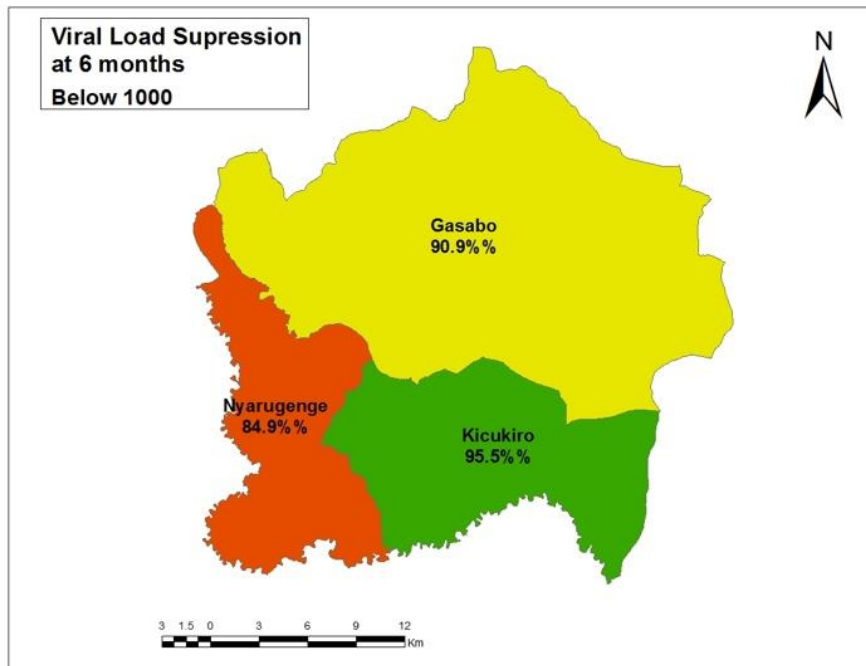 Viral Load Supression
at 6 months
Below 1000
N
Gasabo
90.9%%
Nyarugenge
84.9%%
Kicukiro
95.5%%
3 1.5 0 3 6 9 12
Km